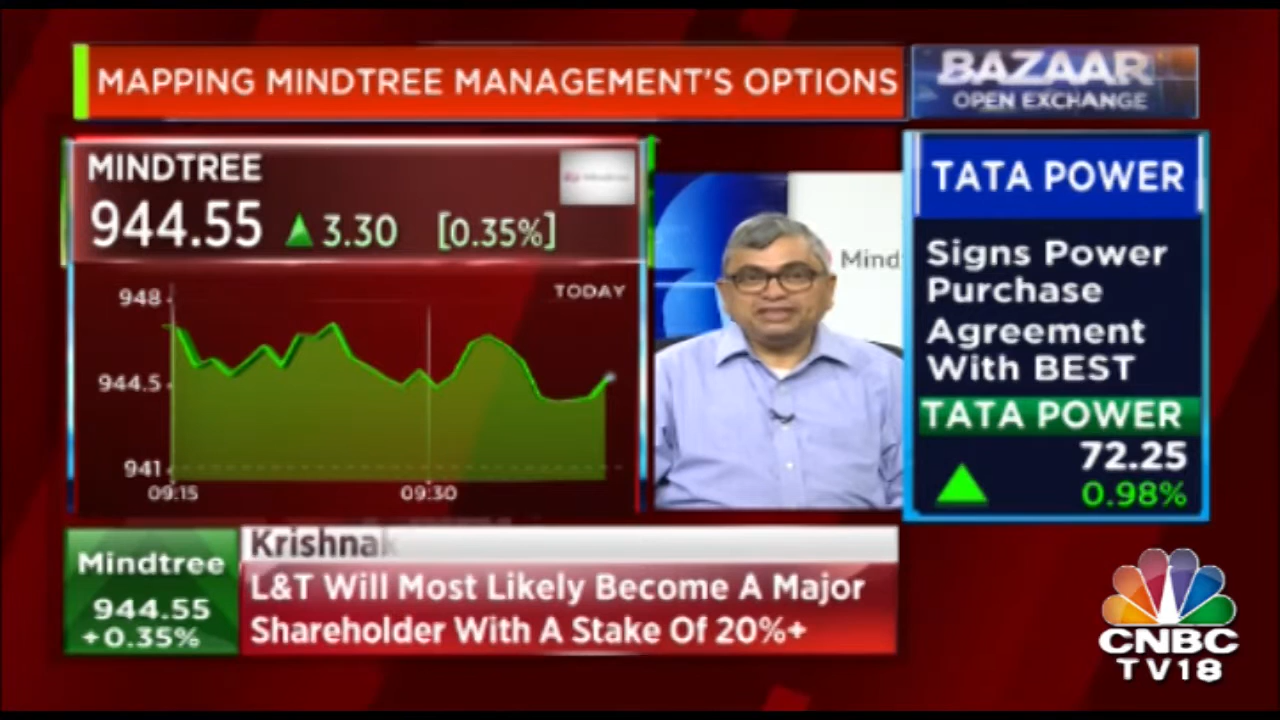 MAPPING MINDTREE MANAGEMENT'S OPTIONS
BAZAAR
OPEN EXCHANGE
MINDTREE
944.55 ▲ 3.30 [0.35%]
TODAY
948
944.5
941
09:15 09:30
Mind
TATA POWER
Signs Power
Purchase
Agreement
With BEST
TATA POWER
72.25
▲ 0.98%
Mindtree
944.55
+0.35%
Krishnak
L&T Will Most Likely Become A Major
Shareholder With A Stake Of 20%+
CNBC
TV18